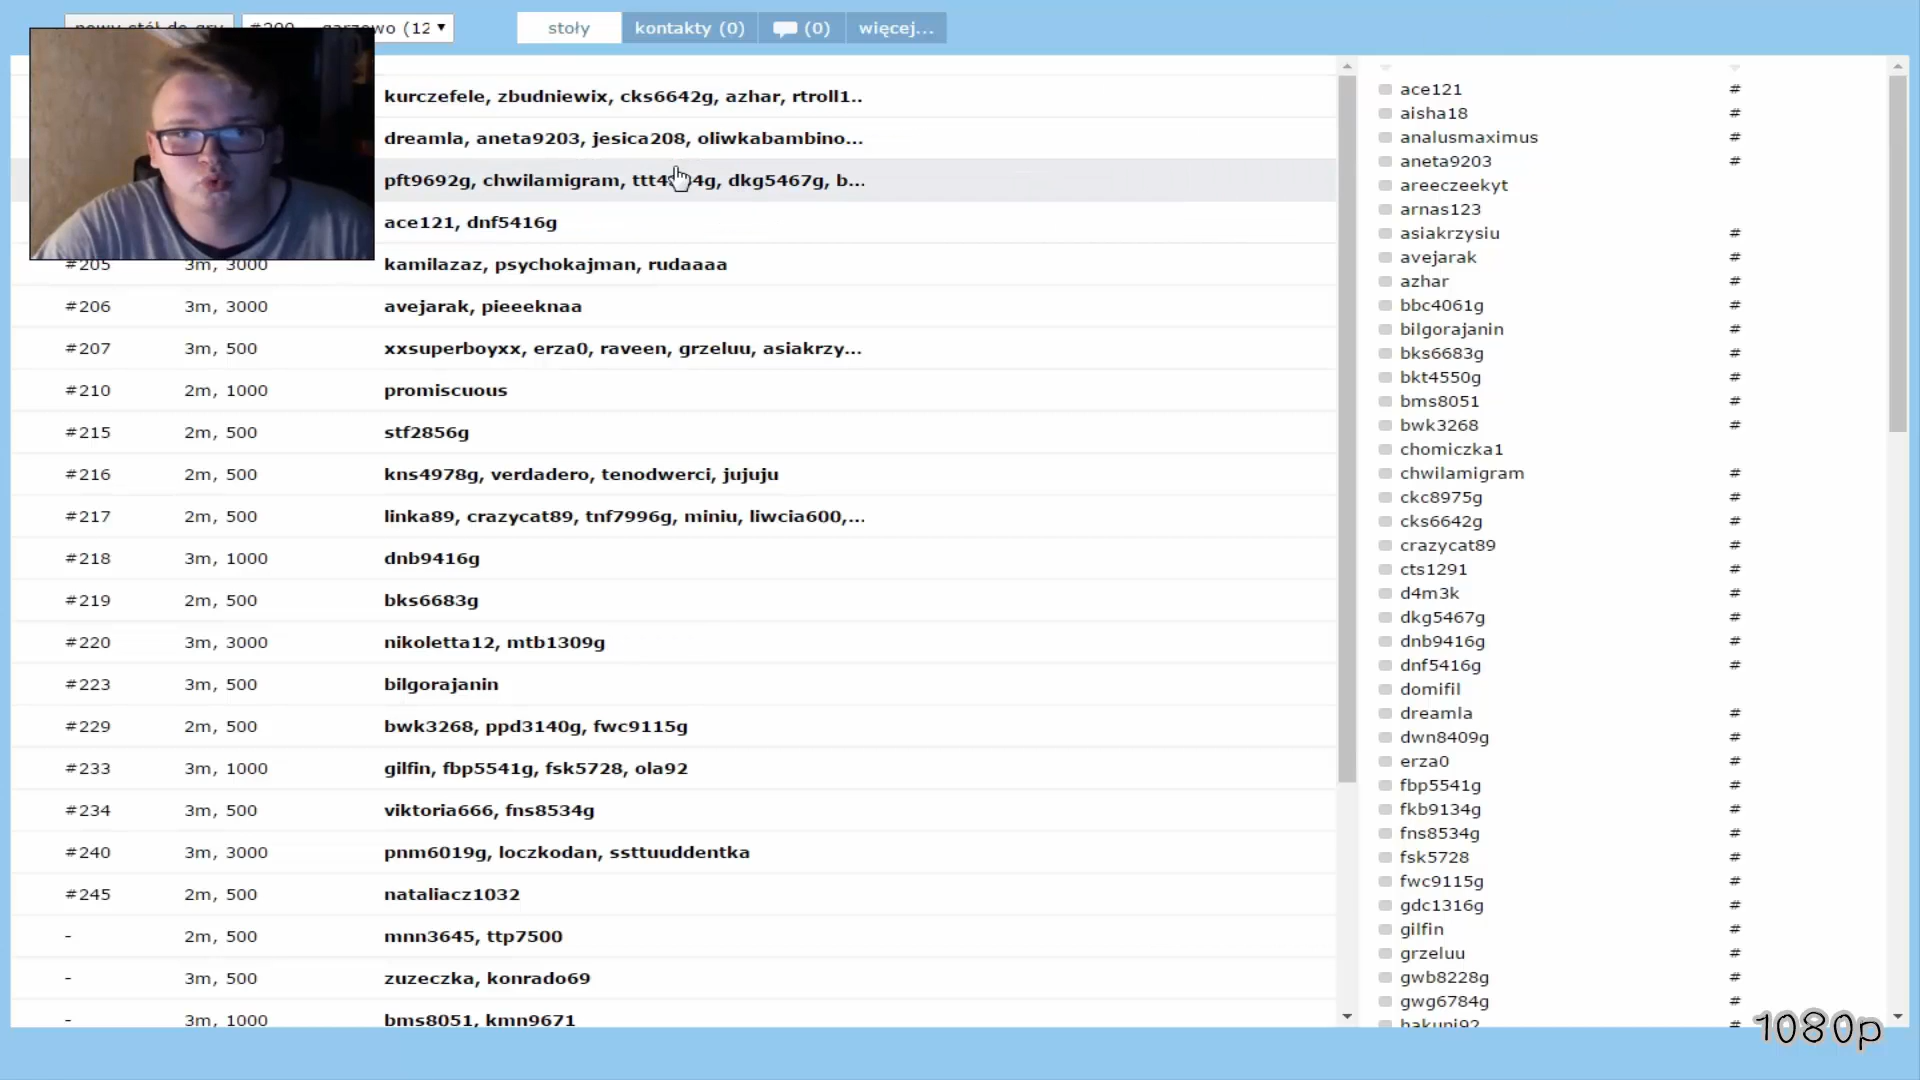 (12
stoły
kontakty (0)
(0)
więcej...
kurczefele, zbudniewix, cks6642g, azhar, rtroll1..
dreamla, aneta9203, jesica208, oliwkabambino...
pft9692g, chwilamigram, dkg5467g, b...
ace121, dnf5416g
#205 3m, 3000 kamilazaz, psychokajman, rudaaaa
#206 3m, 3000 avejarak, pieeeknaa
#207 3m, 500 xxsuperboyxx, erza0, raveen, grzeluu, asiakrzy...
#210 2m, 1000 promiscuous
#215 2m, 500 stf2856g
#216 2m, 500 kns4978g, verdadero, tenodwerci, jujuju
#217 2m, 500 linka89, crazycat89, tnf7996g, miniu, liwcia600,...
#218 3m, 1000 dnb9416g
#219 2m, 500 bks6683g
#220 3m, 3000 nikoletta12, mtb1309g
#223 3m, 500 bilgorajanin
#229 2m, 500 bwk3268, ppd3140g, fwc9115g
#233 3m, 1000 gilfin, fbp5541g, fsk5728, ola92
#234 3m, 500 viktoria666, fns8534g
#240 3m, 3000 pnm6019g, loczkodan, ssttuuddentka
#245 2m, 500 nataliacz1032
- 2m, 500 mnn3645, ttp7500
- 3m, 500 zuzeczka, konrado69
- 3m, 1000 bms8051, kmn9671
ace121 #
aisha18 #
analusmaximus #
aneta9203 #
areeczeekyt
arnas123
asiakrzysiu #
avejarak #
azhar #
bbc4061g #
bilgorajanin #
bks6683g #
bkt4550g #
bms8051 #
bwk3268 #
chomiczka1
chwilamigram #
ckc8975g #
cks6642g #
crazycat89 #
cts1291 #
d4m3k #
dkg5467g #
dnb9416g #
dnf5416g #
domifil
dreamla #
dwn8409g #
erza0 #
fbp5541g #
fkb9134g #
fns8534g #
fsk5728 #
fwc9115g #
gdc1316g #
gilfin #
grzeluu #
gwb8228g #
gwg6784g #
hakuni92 #
1080p